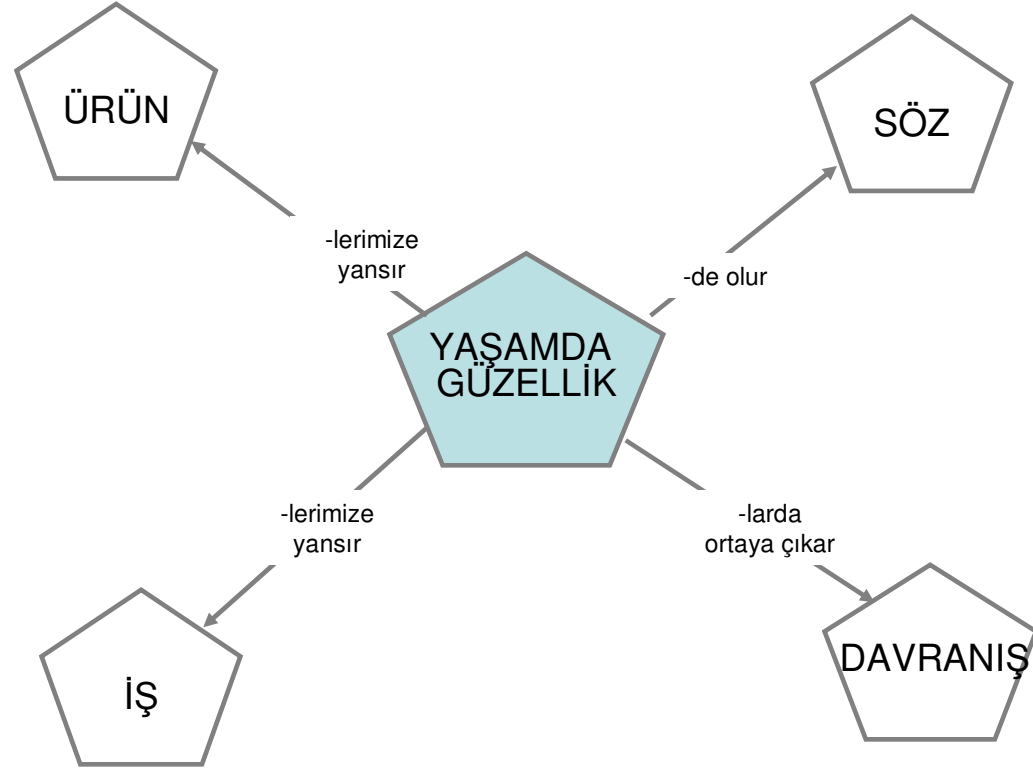 ÜRÜN
SÖZ
-lerimize
yansır
-de olur
YAŞAMDA
GÜZELLİK
-lerimize
yansır
-larda
ortaya çıkar
İŞ
DAVRANIŞ